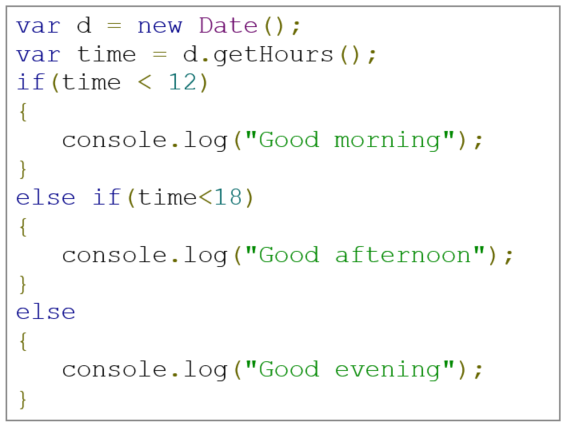 var d = new Date();
var time = d.getHours();
if(time < 12)
{
   console.log("Good morning");
}
else if(time<18)
{
   console.log("Good afternoon");
}
else
{
   console.log("Good evening");
}